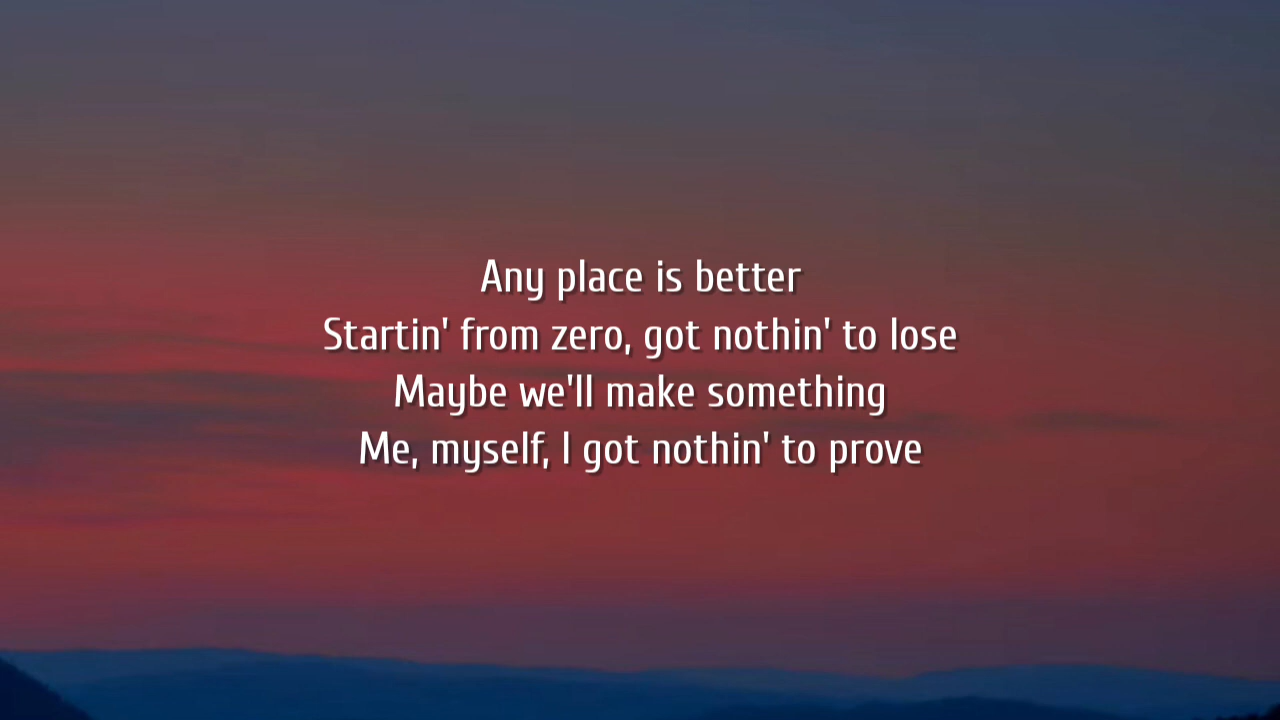 Any place is better
Startin' from zero, got nothin' to lose
Maybe we'll make something
Me, myself, I got nothin' to prove